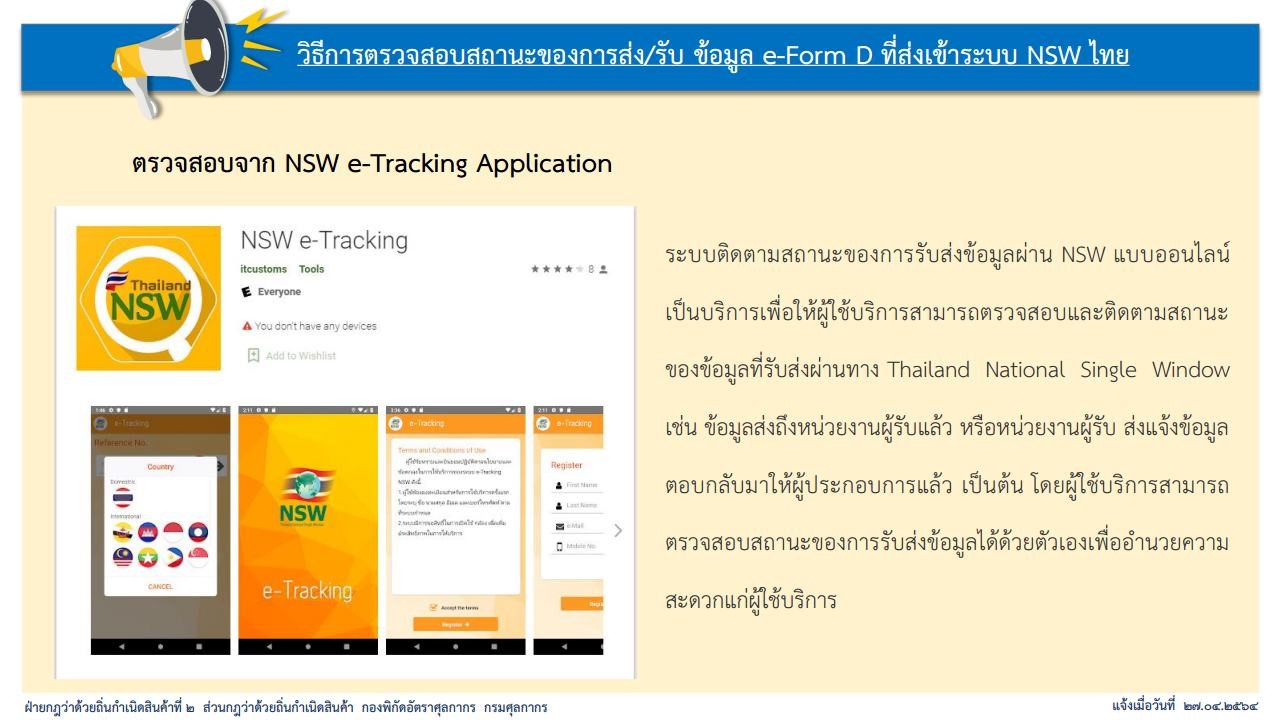 วิธีการตรวจสอบสถานะของการส่ง/รับ ข้อมูล e-Form D ที่ส่งเข้าระบบ NSW ไทย
ตรวจสอบจาก NSW e-Tracking Application
Thailand
NSW
NSW e-Tracking
itcustoms Tools
8
E Everyone
You don't have any devices
Add to Wishlist
1:46
e-Tracking
Reference No.
Country
Domestic
International
CANCEL
2:11
NSW
e-Tracking
2:36
e-Tracking
Terms and Conditions of Use
Accept the terms
Register
2:11
e-Tracking
Register
First Name
Last Name
e-Mail
Mobile No.
ระบบติดตามสถานะของการรับส่งข้อมูลผ่าน NSW แบบออนไลน์
เป็นบริการเพื่อให้ผู้ใช้บริการสามารถตรวจสอบและติดตามสถานะ
ของข้อมูลที่รับส่งผ่านทาง Thailand National Single Window
เช่น ข้อมูลส่งถึงหน่วยงานผู้รับแล้ว หรือหน่วยงานผู้รับ ส่งแจ้งข้อมูล
ตอบกลับมาให้ผู้ประกอบการแล้ว เป็นต้น โดยผู้ใช้บริการสามารถ
ตรวจสอบสถานะของการรับส่งข้อมูลได้ด้วยตัวเองเพื่ออำนวยความ
สะดวกแก่ผู้ใช้บริการ
ฝ่ายกฎว่าด้วยถิ่นกำเนิดสินค้าที่ ๒ ส่วนกฎว่าด้วยถิ่นกำเนิดสินค้า กองพิกัดอัตราศุลกากร กรมศุลกากร
แจ้งเมื่อวันที่ ๒๗.๐๔.๒๕๖๔